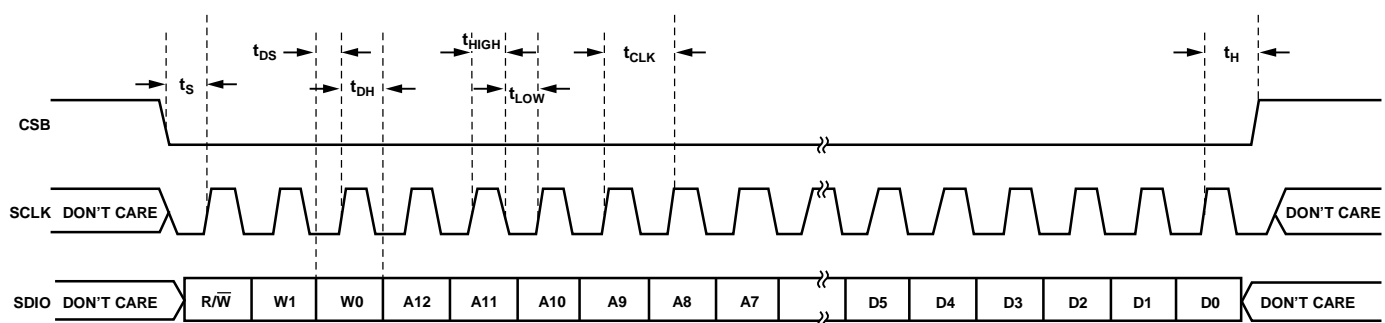 tDS
tHIGH
tCLK
tH
tS
tDH
tLOW
CSB
SCLK DON'T CARE
DON'T CARE
SDIO DON'T CARE R/W̅ W1 W0 A12 A11 A10 A9 A8 A7 D5 D4 D3 D2 D1 D0 DON'T CARE